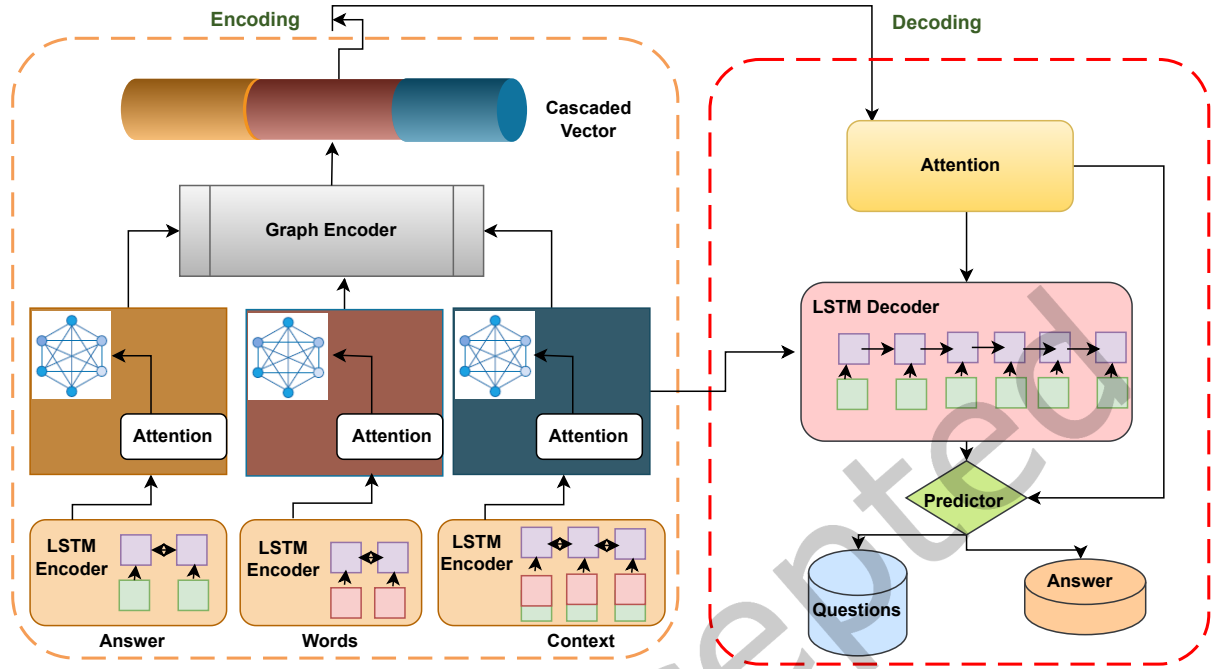 Encoding
Decoding
Cascaded
Vector
Attention
Graph Encoder
LSTM Decoder
Attention
Attention
Attention
Predictor
LSTM
Encoder
LSTM
Encoder
LSTM
Encoder
Questions
Answer
Answer
Words
Context
epted